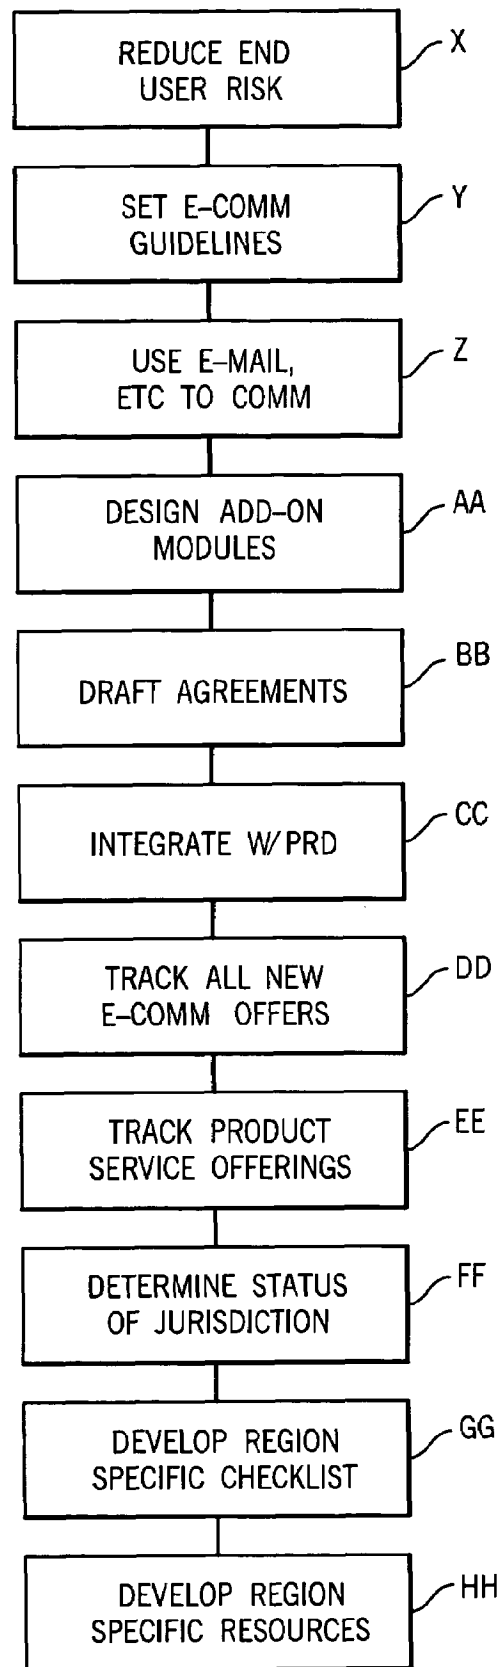 REDUCE END
USER RISK
X
SET E-COMM
GUIDELINES
Y
USE E-MAIL,
ETC TO COMM
Z
DESIGN ADD-ON
MODULES
AA
DRAFT AGREEMENTS
BB
INTEGRATE W/PRD
CC
TRACK ALL NEW
E-COMM OFFERS
DD
TRACK PRODUCT
SERVICE OFFERINGS
EE
DETERMINE STATUS
OF JURISDICTION
FF
DEVELOP REGION
SPECIFIC CHECKLIST
GG
DEVELOP REGION
SPECIFIC RESOURCES
HH